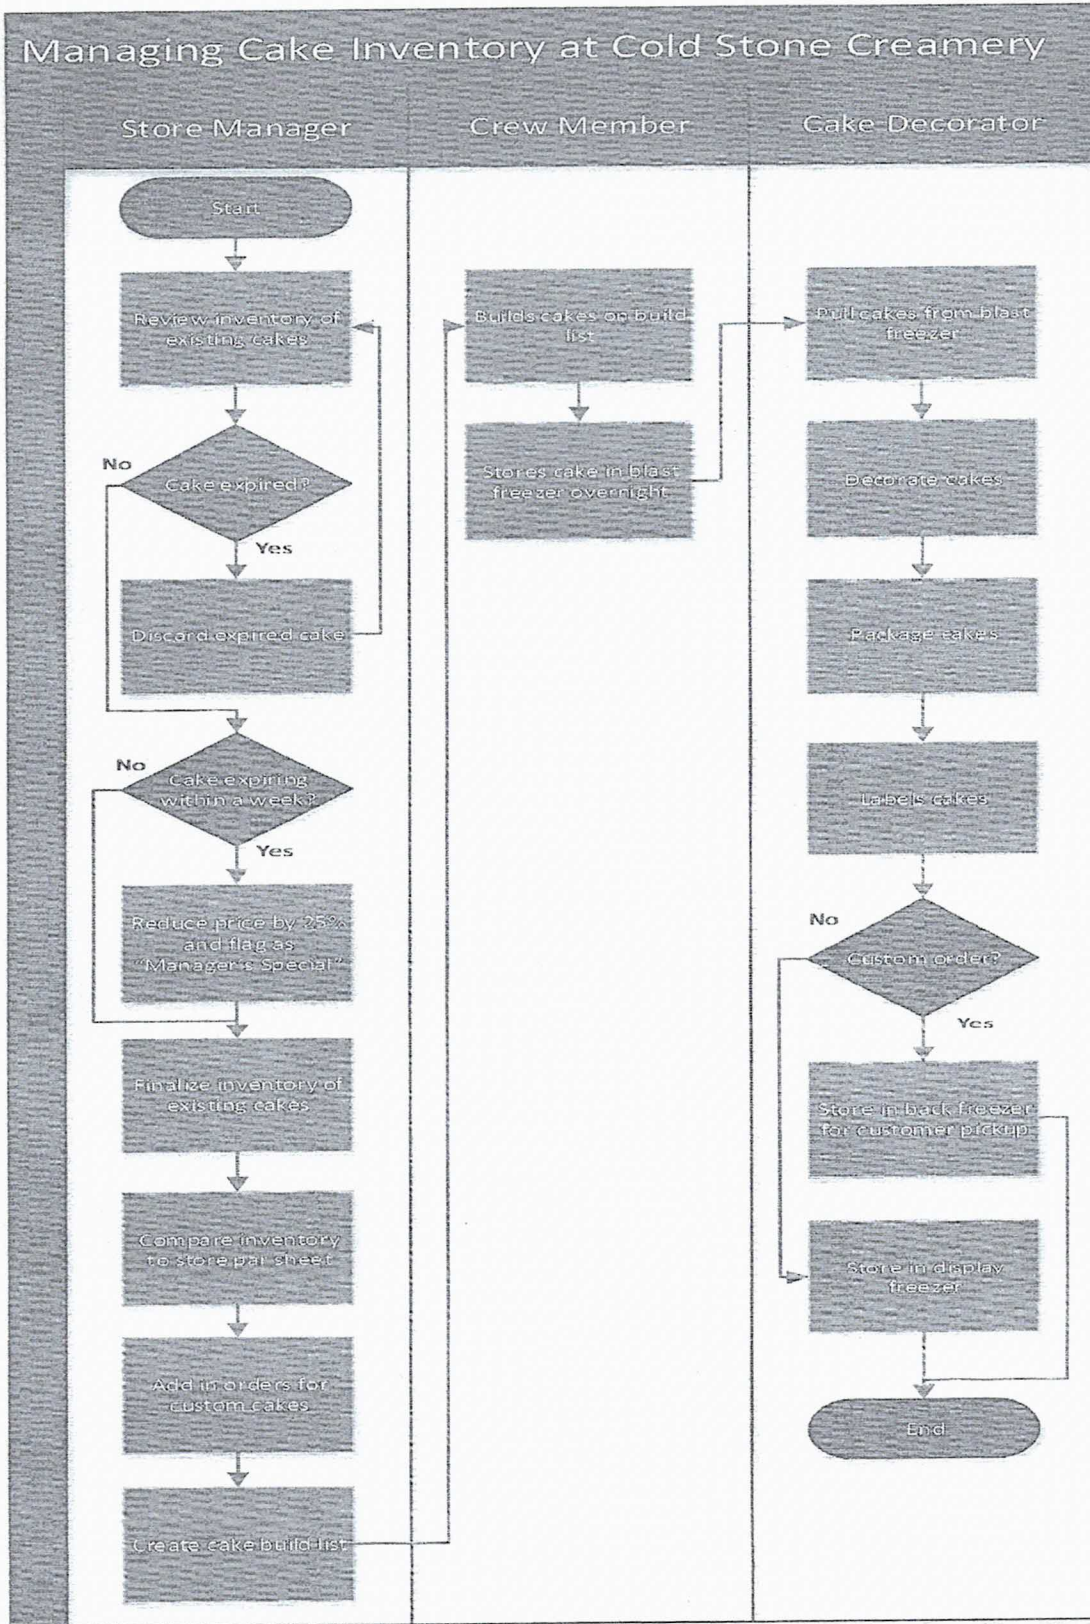 Managing Cake Inventory at Cold Stone Creamery
Store Manager
Crew Member
Cake Decorator
Start
Review inventory of
existing cakes
No
Cake expired?
Yes
Discard expired cake
No
Cake expiring
within a week?
Yes
Reduce price by 25%
and flag as
"Manager's Special"
Finalize inventory of
existing cakes
Compare inventory
to store par sheet
Add in orders for
custom cakes
Create cake build list
Builds cakes on build
list
Stores cake in blast
freezer overnight
Pull cakes from blast
freezer
Decorate cakes
Package cakes
Labels cakes
No
Custom order?
Yes
Store in back freezer
for customer pickup
Store in display
freezer
End